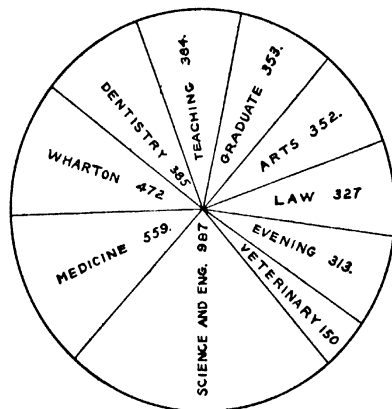 TEACHING 384.
GRADUATE 353.
ARTS 352.
LAW 327
EVENING 313.
VETERINARY 150
SCIENCE AND ENG. 987
MEDICINE 559.
WHARTON 472
DENTISTRY 385